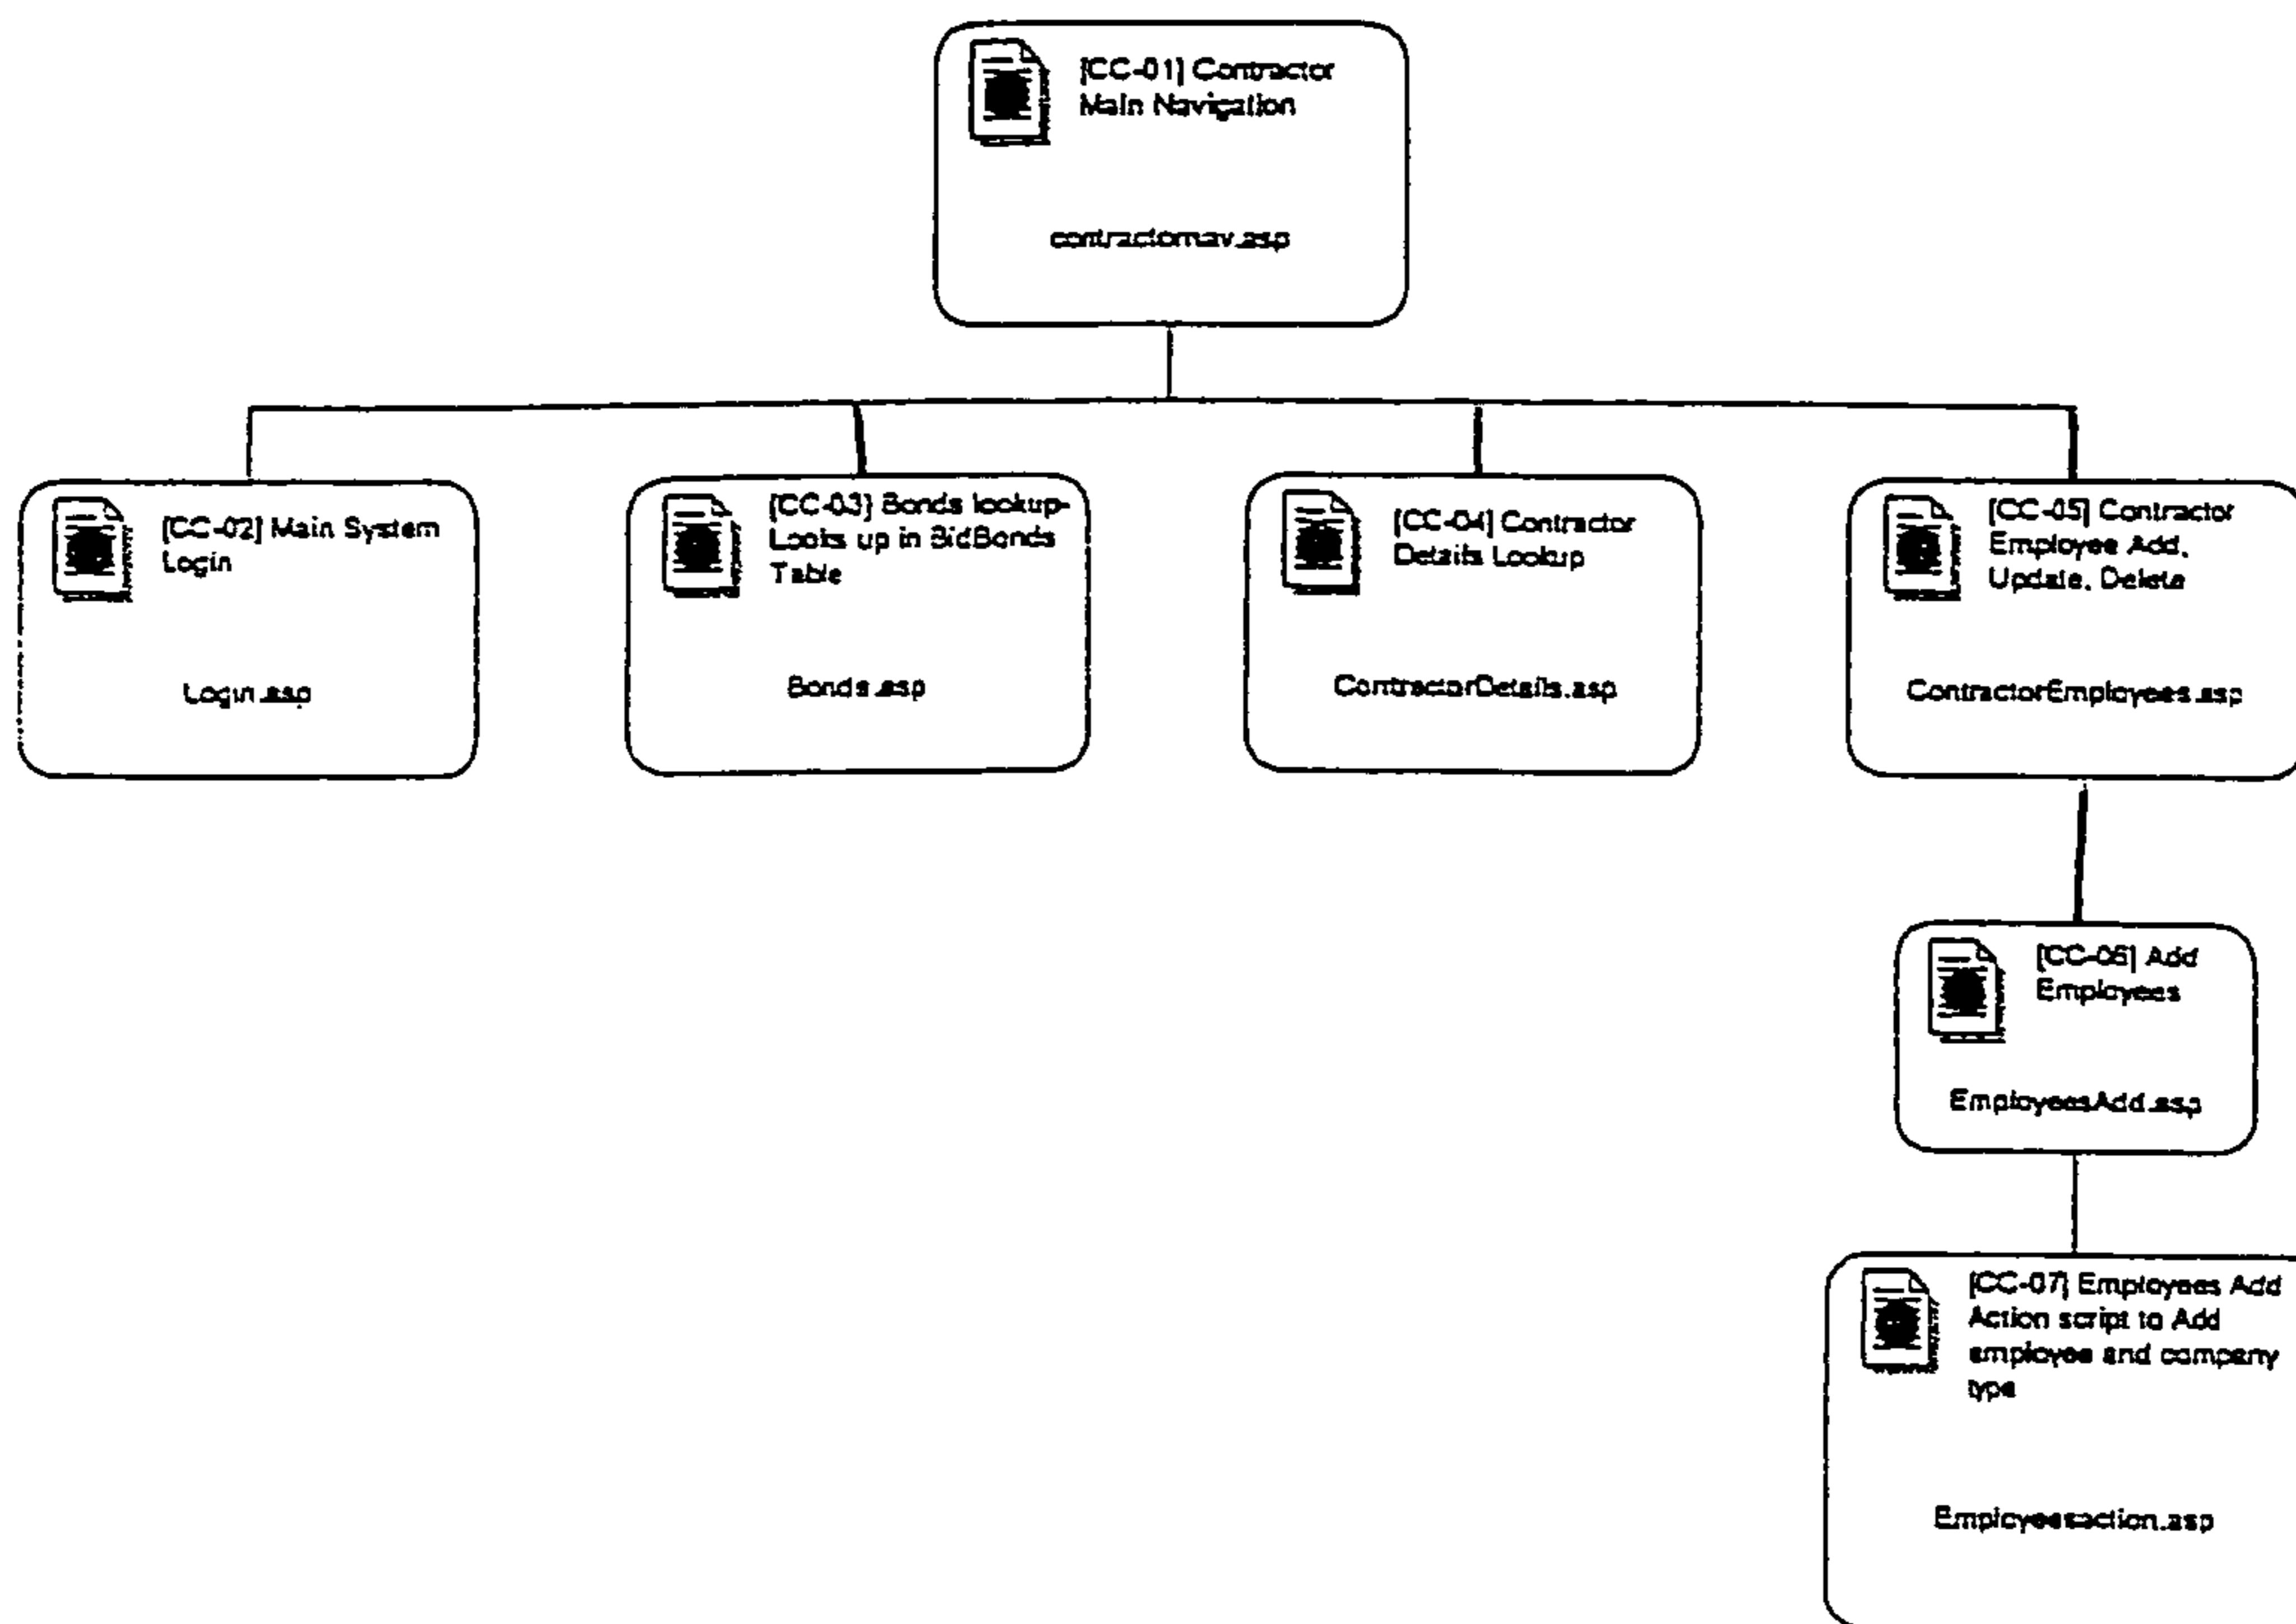 [CC-01] Contractor
Main Navigation
contractornav.asp
[CC-02] Main System
Login
Login.asp
[CC-03] Bonds lookup-
Looks up in BidBonds
Table
Bonds.asp
[CC-04] Contractor
Details Lookup
ContractorDetails.asp
[CC-05] Contractor
Employee Add,
Update, Delete
ContractorEmployees.asp
[CC-06] Add
Employees
EmployeesAdd.asp
[CC-07] Employees Add
Action script to Add
employee and company
type
Employeesaction.asp